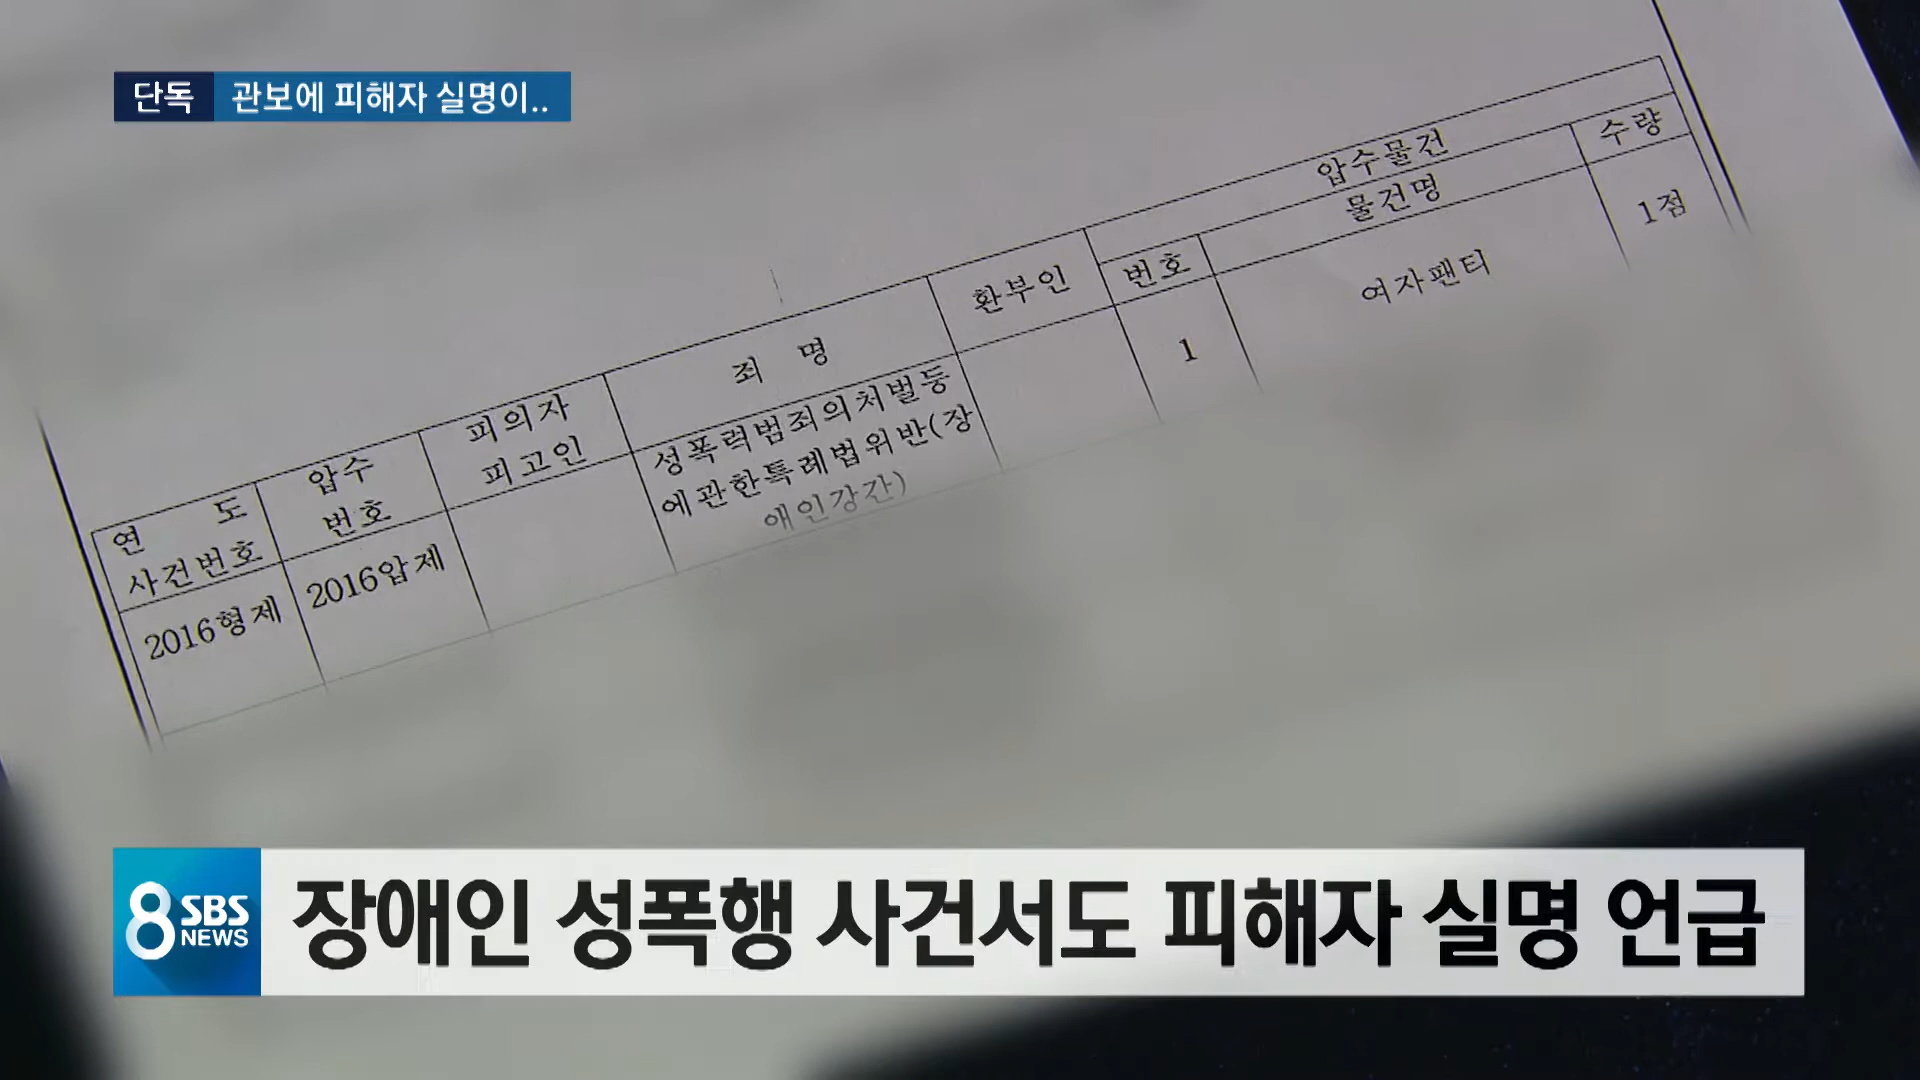 단독 관보에 피해자 실명이..
압수물건
연 도
사건번호
압수
번호
피의자
피고인
죄 명
환부인
번호
물건명
수량
2016형제
2016압제
성폭력범죄의처벌등
에관한특례법위반(장
애인강간)
1
여자팬티
1점
8 SBS
NEWS
장애인 성폭행 사건서도 피해자 실명 언급